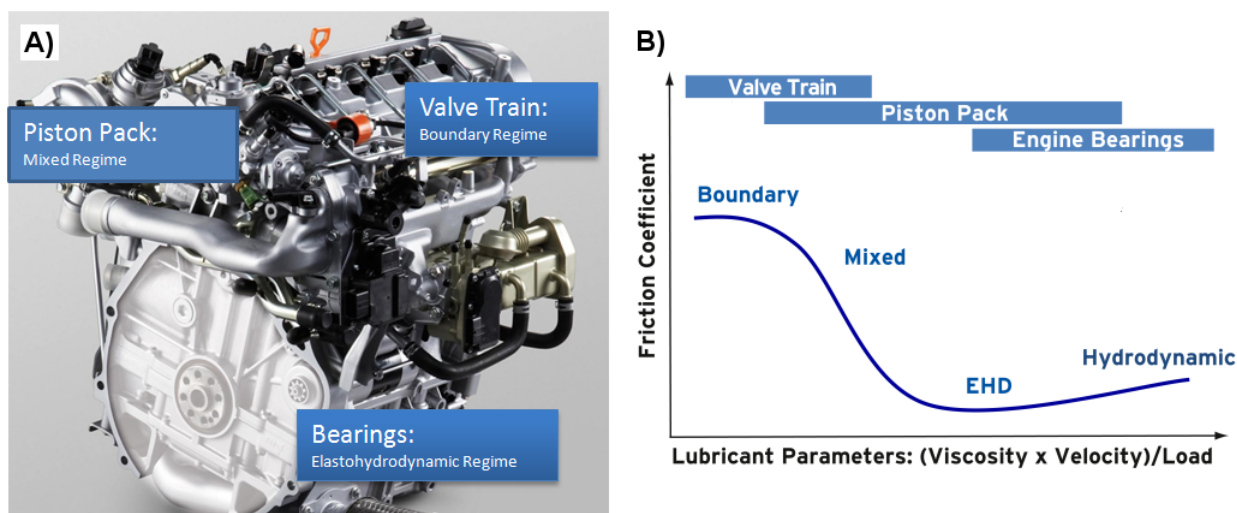 A)
Piston Pack:
Mixed Regime
Valve Train:
Boundary Regime
Bearings:
Elastohydrodynamic Regime
B)
Valve Train
Piston Pack
Engine Bearings
Friction Coefficient
Boundary
Mixed
EHD
Hydrodynamic
Lubricant Parameters: (Viscosity x Velocity)/Load